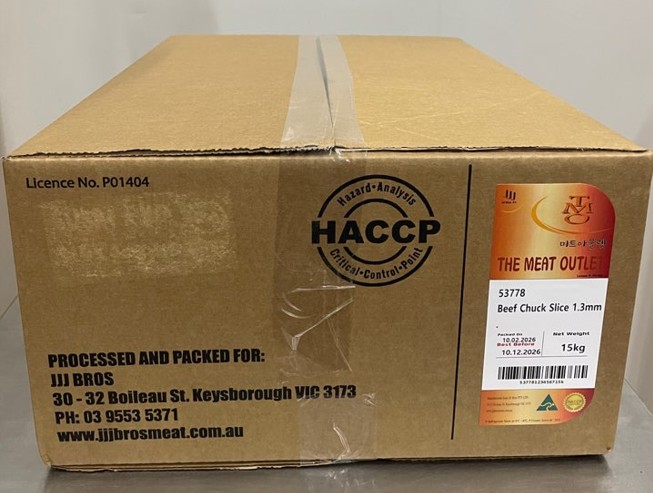 Licence No. P01404
Hazard•Analysis
HACCP
Critical•Control•Point
PROCESSED AND PACKED FOR:
JJJ BROS
30 - 32 Boileau St. Keysborough VIC 3173
PH: 03 9553 5371
www.jjjbrosmeat.com.au
JJJ
TMO
THE MEAT OUTLET
53778
Beef Chuck Slice 1.3mm
Packed On
10.02.2026
Best Before
10.12.2026
Net Weight
15kg